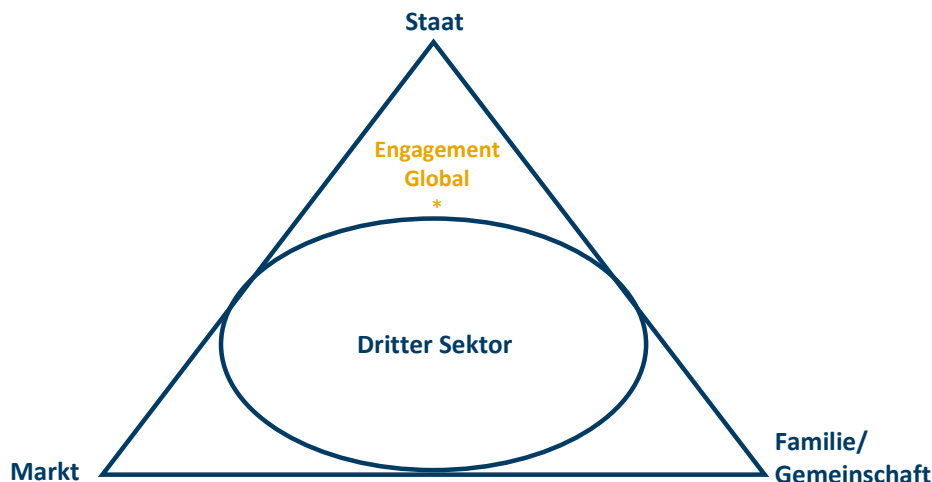 Staat
Engagement
Global
*
Dritter Sektor
Markt
Familie/
Gemeinschaft